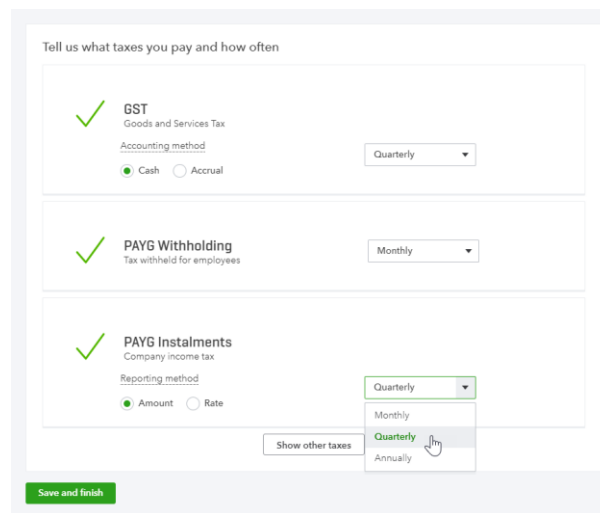 Tell us what taxes you pay and how often
GST
Goods and Services Tax
Accounting method
Quarterly
Cash
Accrual
PAYG Withholding
Tax withheld for employees
Monthly
PAYG Instalments
Company income tax
Reporting method
Quarterly
Amount
Rate
Monthly
Quarterly
Annually
Show other taxes
Save and finish